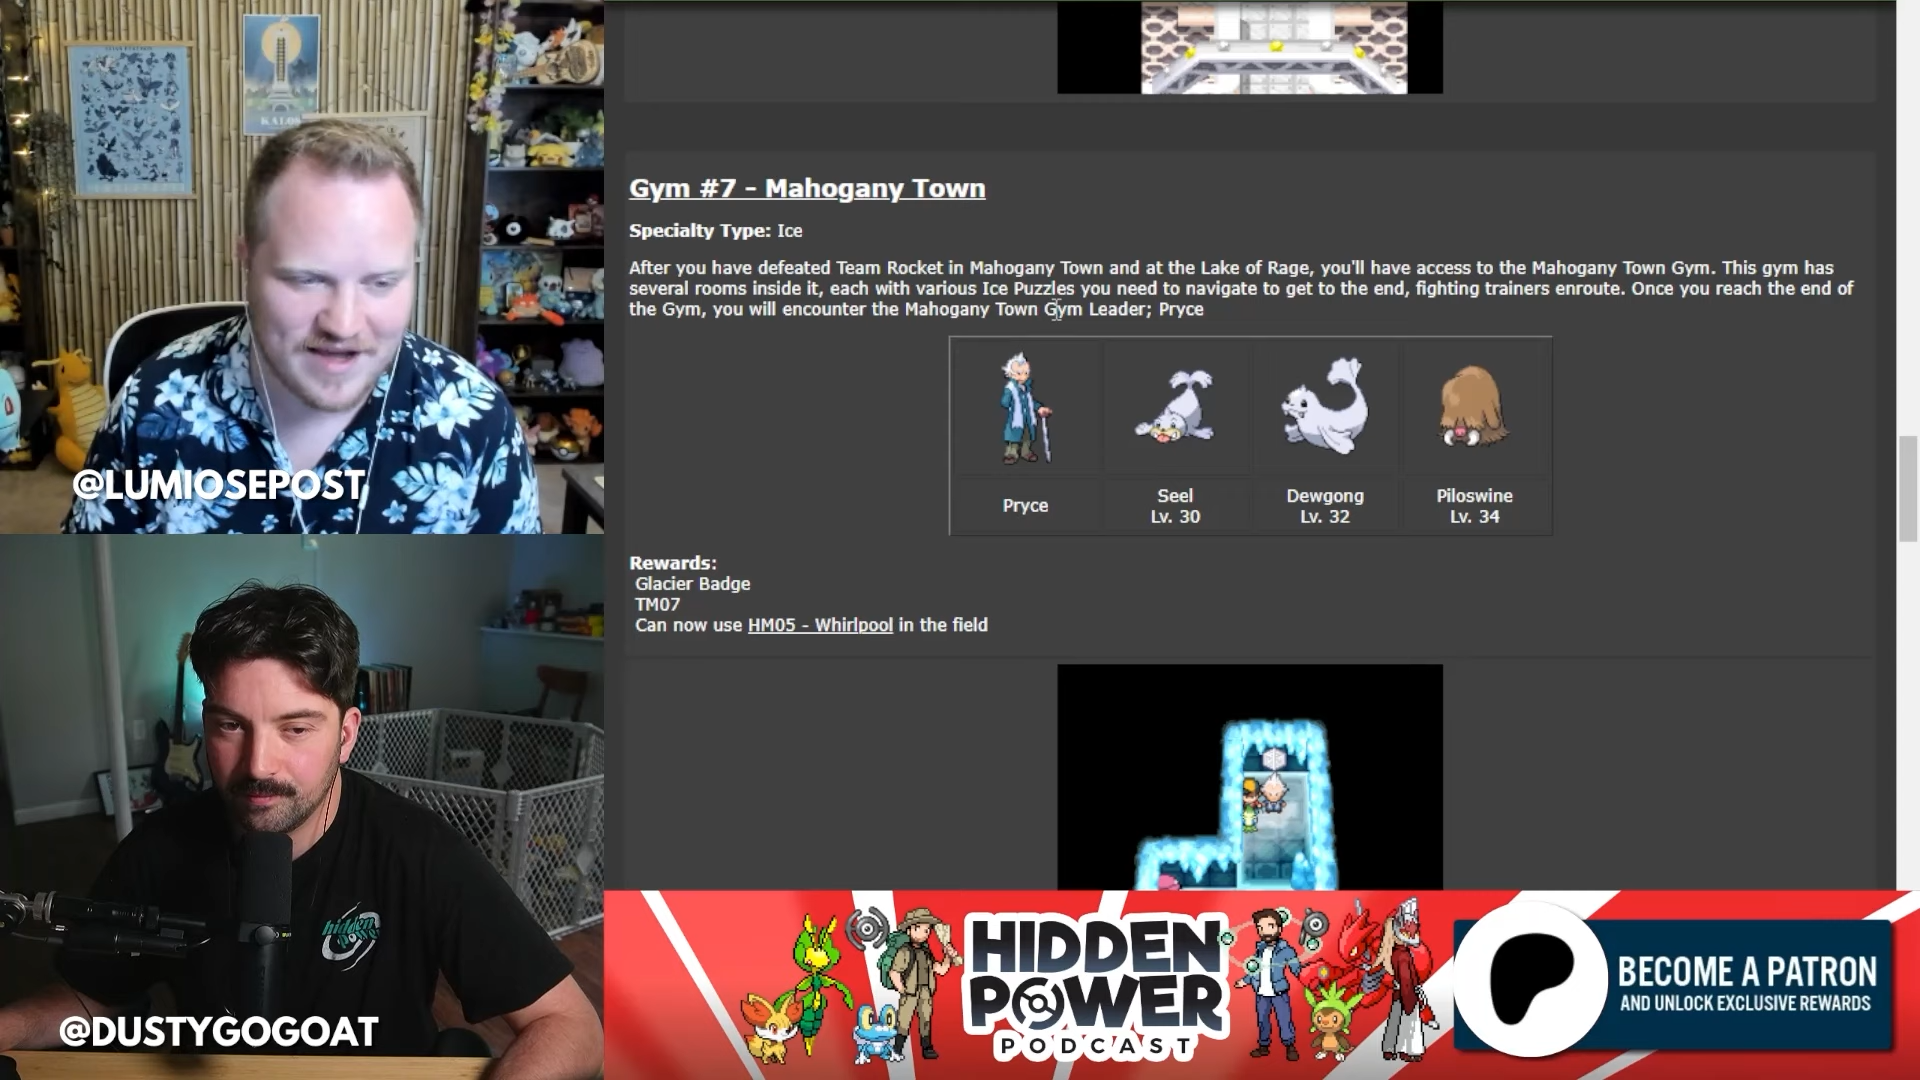 KALOS
@LUMIOSEPOST
Gym #7 - Mahogany Town
Specialty Type: Ice
After you have defeated Team Rocket in Mahogany Town and at the Lake of Rage, you'll have access to the Mahogany Town Gym. This gym has
several rooms inside it, each with various Ice Puzzles you need to navigate to get to the end, fighting trainers enroute. Once you reach the end of
the Gym, you will encounter the Mahogany Town Gym Leader; Pryce
Pryce
Seel
Lv. 30
Dewgong
Lv. 32
Piloswine
Lv. 34
Rewards:
Glacier Badge
TM07
Can now use HM05 - Whirlpool in the field
hidden
power
@DUSTYGOGOAT
HIDDEN
POWER
PODCAST
BECOME A PATRON
AND UNLOCK EXCLUSIVE REWARDS